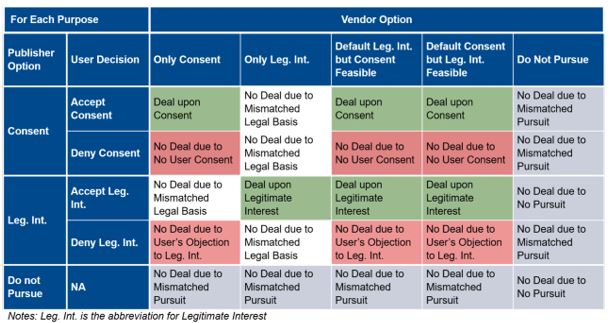 For Each Purpose Vendor Option
Publisher Option User Decision Only Consent Only Leg. Int. Default Leg. Int. but Consent Feasible Default Consent but Leg. Int. Feasible Do Not Pursue
Consent Accept Consent Deal upon Consent No Deal due to Mismatched Legal Basis Deal upon Consent Deal upon Consent No Deal due to Mismatched Pursuit
Deny Consent No Deal due to No User Consent No Deal due to Mismatched Legal Basis No Deal due to No User Consent No Deal due to No User Consent No Deal due to Mismatched Pursuit
Leg. Int. Accept Leg. Int. No Deal due to Mismatched Legal Basis Deal upon Legitimate Interest Deal upon Legitimate Interest Deal upon Legitimate Interest No Deal due to No Pursuit
Deny Leg. Int. No Deal due to User's Objection to Leg. Int. No Deal due to Mismatched Legal Basis No Deal due to User's Objection to Leg. Int. No Deal due to User's Objection to Leg. Int. No Deal due to Mismatched Pursuit
Do not Pursue NA No Deal due to Mismatched Pursuit No Deal due to Mismatched Pursuit No Deal due to Mismatched Pursuit No Deal due to Mismatched Pursuit No Deal due to No Pursuit
Notes: Leg. Int. is the abbreviation for Legitimate Interest